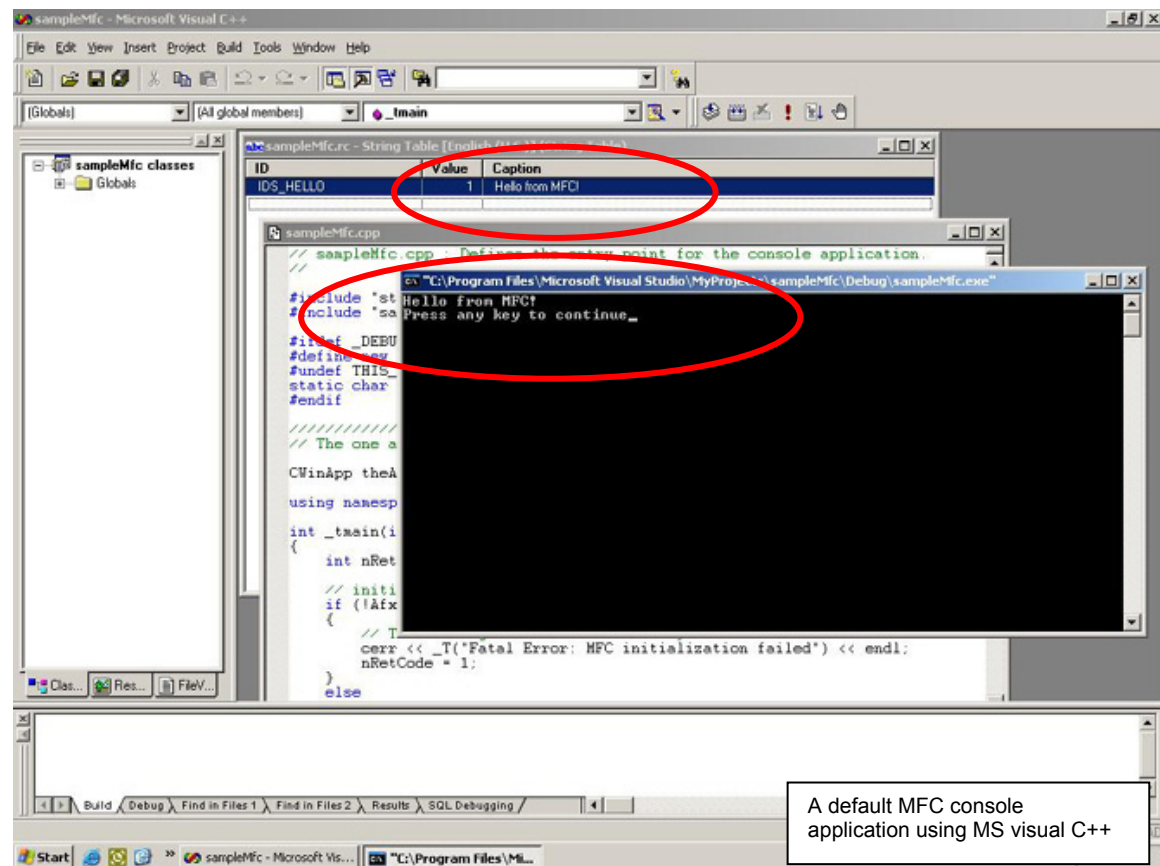 sampleMfc - Microsoft Visual C++
File Edit View Insert Project Build Tools Window Help
(Globals) (All global members) _tmain
sampleMfc classes
Globals
sampleMfc.rc - String Table
ID Value Caption
IDS_HELLO 1 Hello from MFC!
sampleMfc.cpp
// sampleMfc.cpp : Defines the entry point for the console application.
//
"C:\Program Files\Microsoft Visual Studio\MyProjects\sampleMfc\Debug\sampleMfc.exe"
#include "st
#include "sa
Hello from MFC!
Press any key to continue_
#ifdef _DEBU
#define new
#undef THIS_
static char
#endif
////////////
// The one a
CWinApp theA
using namesp
int _tmain(i
{
int nRet
// initi
if (!Afx
{
// T
cerr << _T("Fatal Error: MFC initialization failed") << endl;
nRetCode = 1;
}
else
Clas... Res... FileV...
Build Debug Find in Files 1 Find in Files 2 Results SQL Debugging
A default MFC console
application using MS visual C++
Start sampleMfc - Microsoft Vis... "C:\Program Files\Mi...